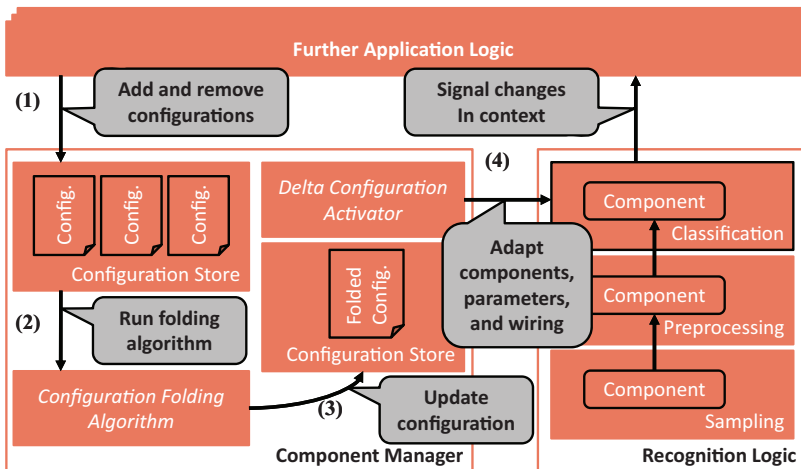 Further Application Logic
(1)
Add and remove
configurations
Signal changes
In context
(4)
Config.
Config.
Config.
Configuration Store
Delta Configuration
Activator
Component
Classification
Adapt
components,
parameters,
and wiring
Folded
Config.
Configuration Store
Component
Preprocessing
(2)
Run folding
algorithm
Configuration Folding
Algorithm
(3)
Update
configuration
Component
Sampling
Component Manager
Recognition Logic